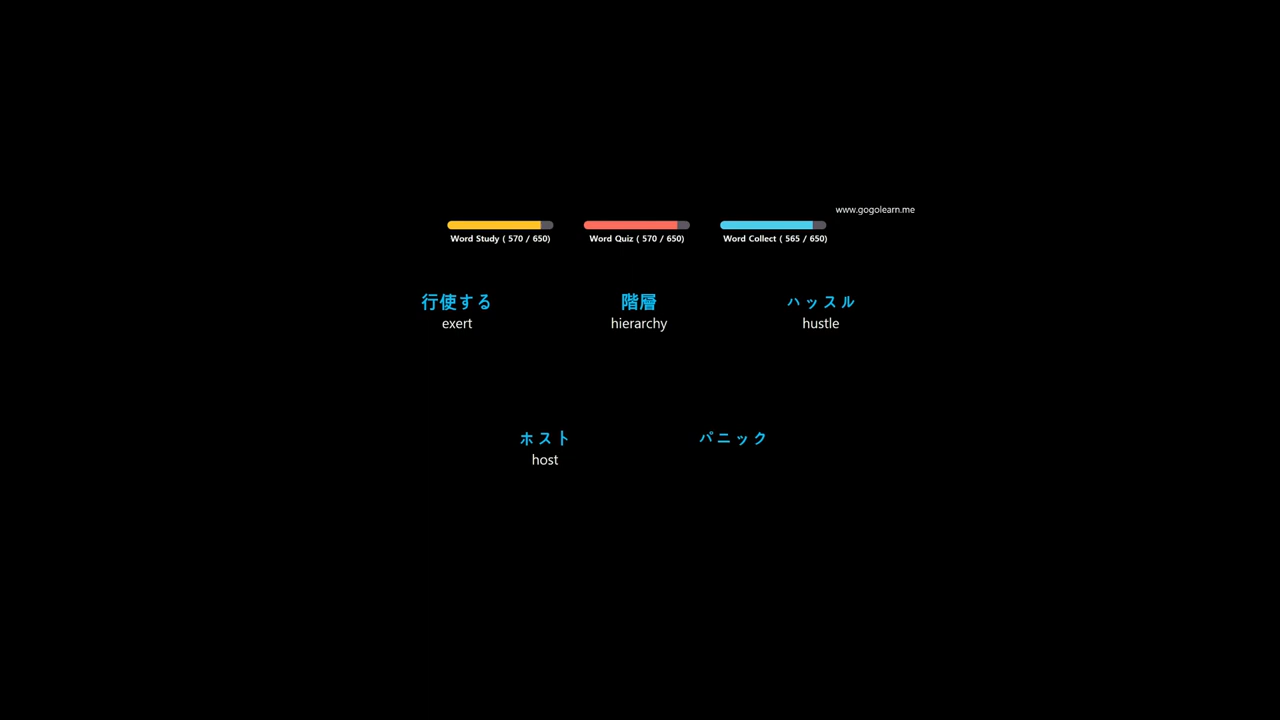 www.gogolearn.me
Word Study ( 570 / 650)
Word Quiz ( 570 / 650)
Word Collect ( 565 / 650)
行使する
exert
階層
hierarchy
ハッスル
hustle
ホスト
host
パニック